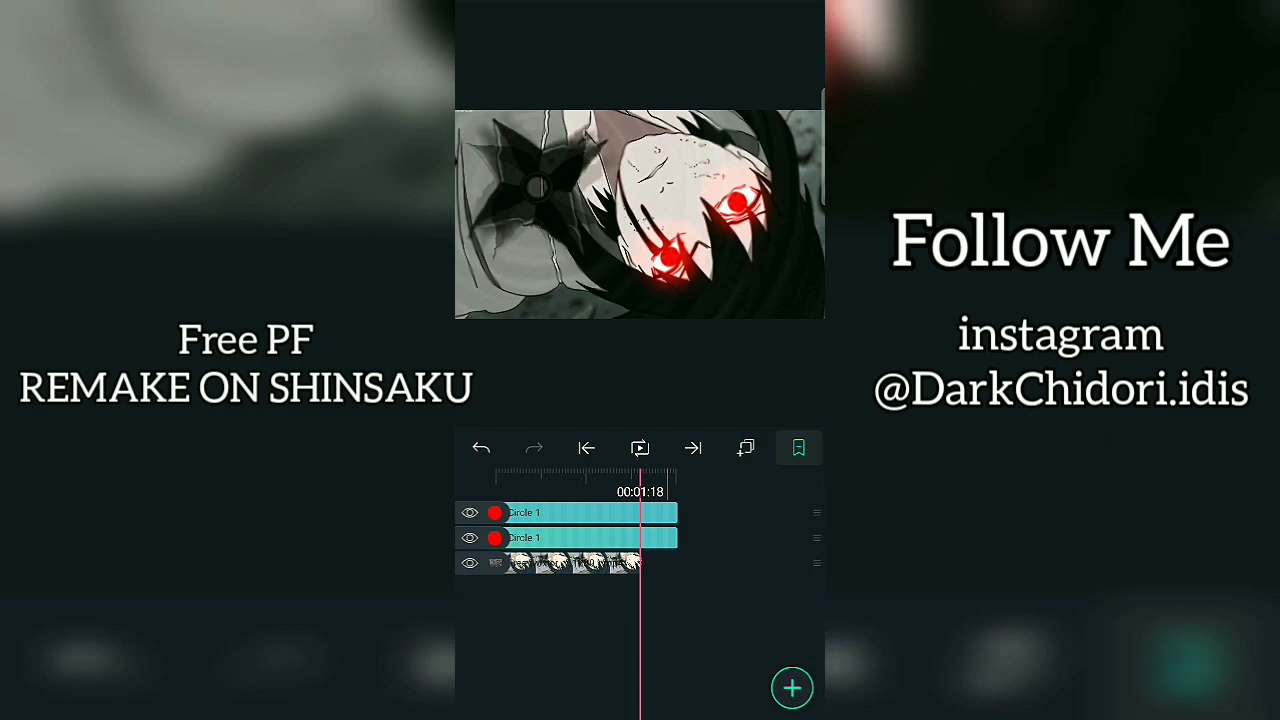 Free PF
REMAKE ON SHINSAKU
Follow Me
instagram
@DarkChidori.idis
00:01:18
Circle 1
Circle 1